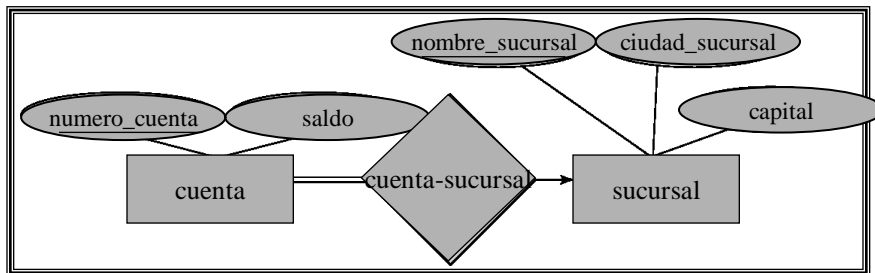 nombre_sucursal
ciudad_sucursal
numero_cuenta
saldo
capital
cuenta
cuenta-sucursal
sucursal